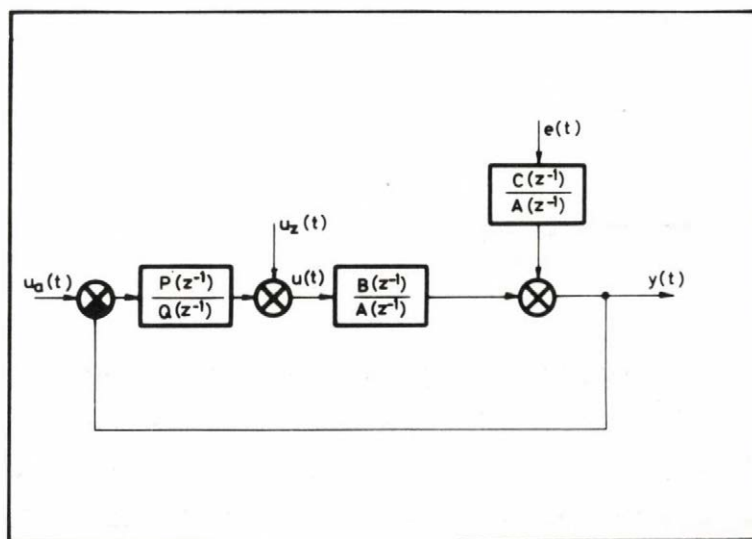 e(t)
C(z⁻¹)
A(z⁻¹)
u_z(t)
u_a(t)
P(z⁻¹)
Q(z⁻¹)
u(t)
B(z⁻¹)
A(z⁻¹)
y(t)